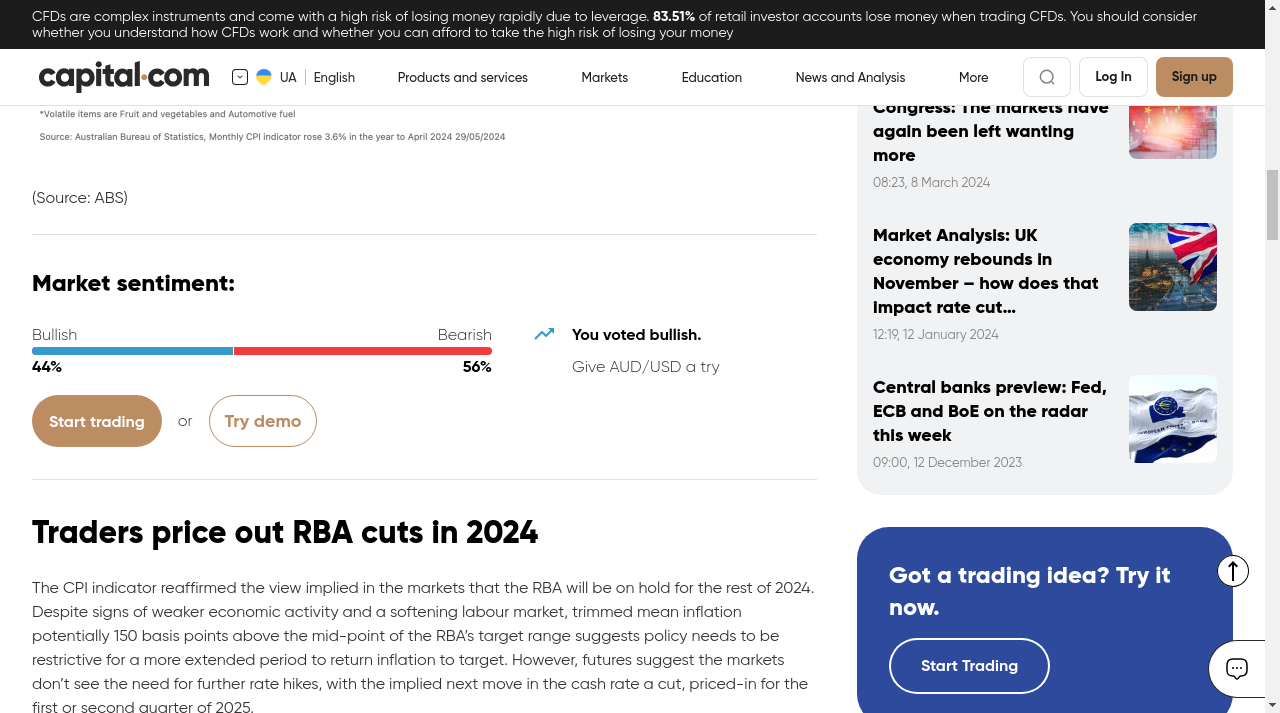 CFDs are complex instruments and come with a high risk of losing money rapidly due to leverage. 83.51% of retail investor accounts lose money when trading CFDs. You should consider
whether you understand how CFDs work and whether you can afford to take the high risk of losing your money
capital.com
UA
English
Products and services
Markets
Education
News and Analysis
More
Log In
Sign up
*Volatile items are Fruit and vegetables and Automotive fuel
Source: Australian Bureau of Statistics, Monthly CPI indicator rose 3.6% in the year to April 2024 29/05/2024
(Source: ABS)
Market sentiment:
Bullish
Bearish
44%
56%
You voted bullish.
Give AUD/USD a try
Start trading
or
Try demo
Traders price out RBA cuts in 2024
The CPI indicator reaffirmed the view implied in the markets that the RBA will be on hold for the rest of 2024.
Despite signs of weaker economic activity and a softening labour market, trimmed mean inflation
potentially 150 basis points above the mid-point of the RBA’s target range suggests policy needs to be
restrictive for a more extended period to return inflation to target. However, futures suggest the markets
don’t see the need for further rate hikes, with the implied next move in the cash rate a cut, priced-in for the
first or second quarter of 2025.
Congress: The markets have
again been left wanting
more
08:23, 8 March 2024
Market Analysis: UK
economy rebounds in
November – how does that
impact rate cut...
12:19, 12 January 2024
Central banks preview: Fed,
ECB and BoE on the radar
this week
09:00, 12 December 2023
Got a trading idea? Try it
now.
Start Trading